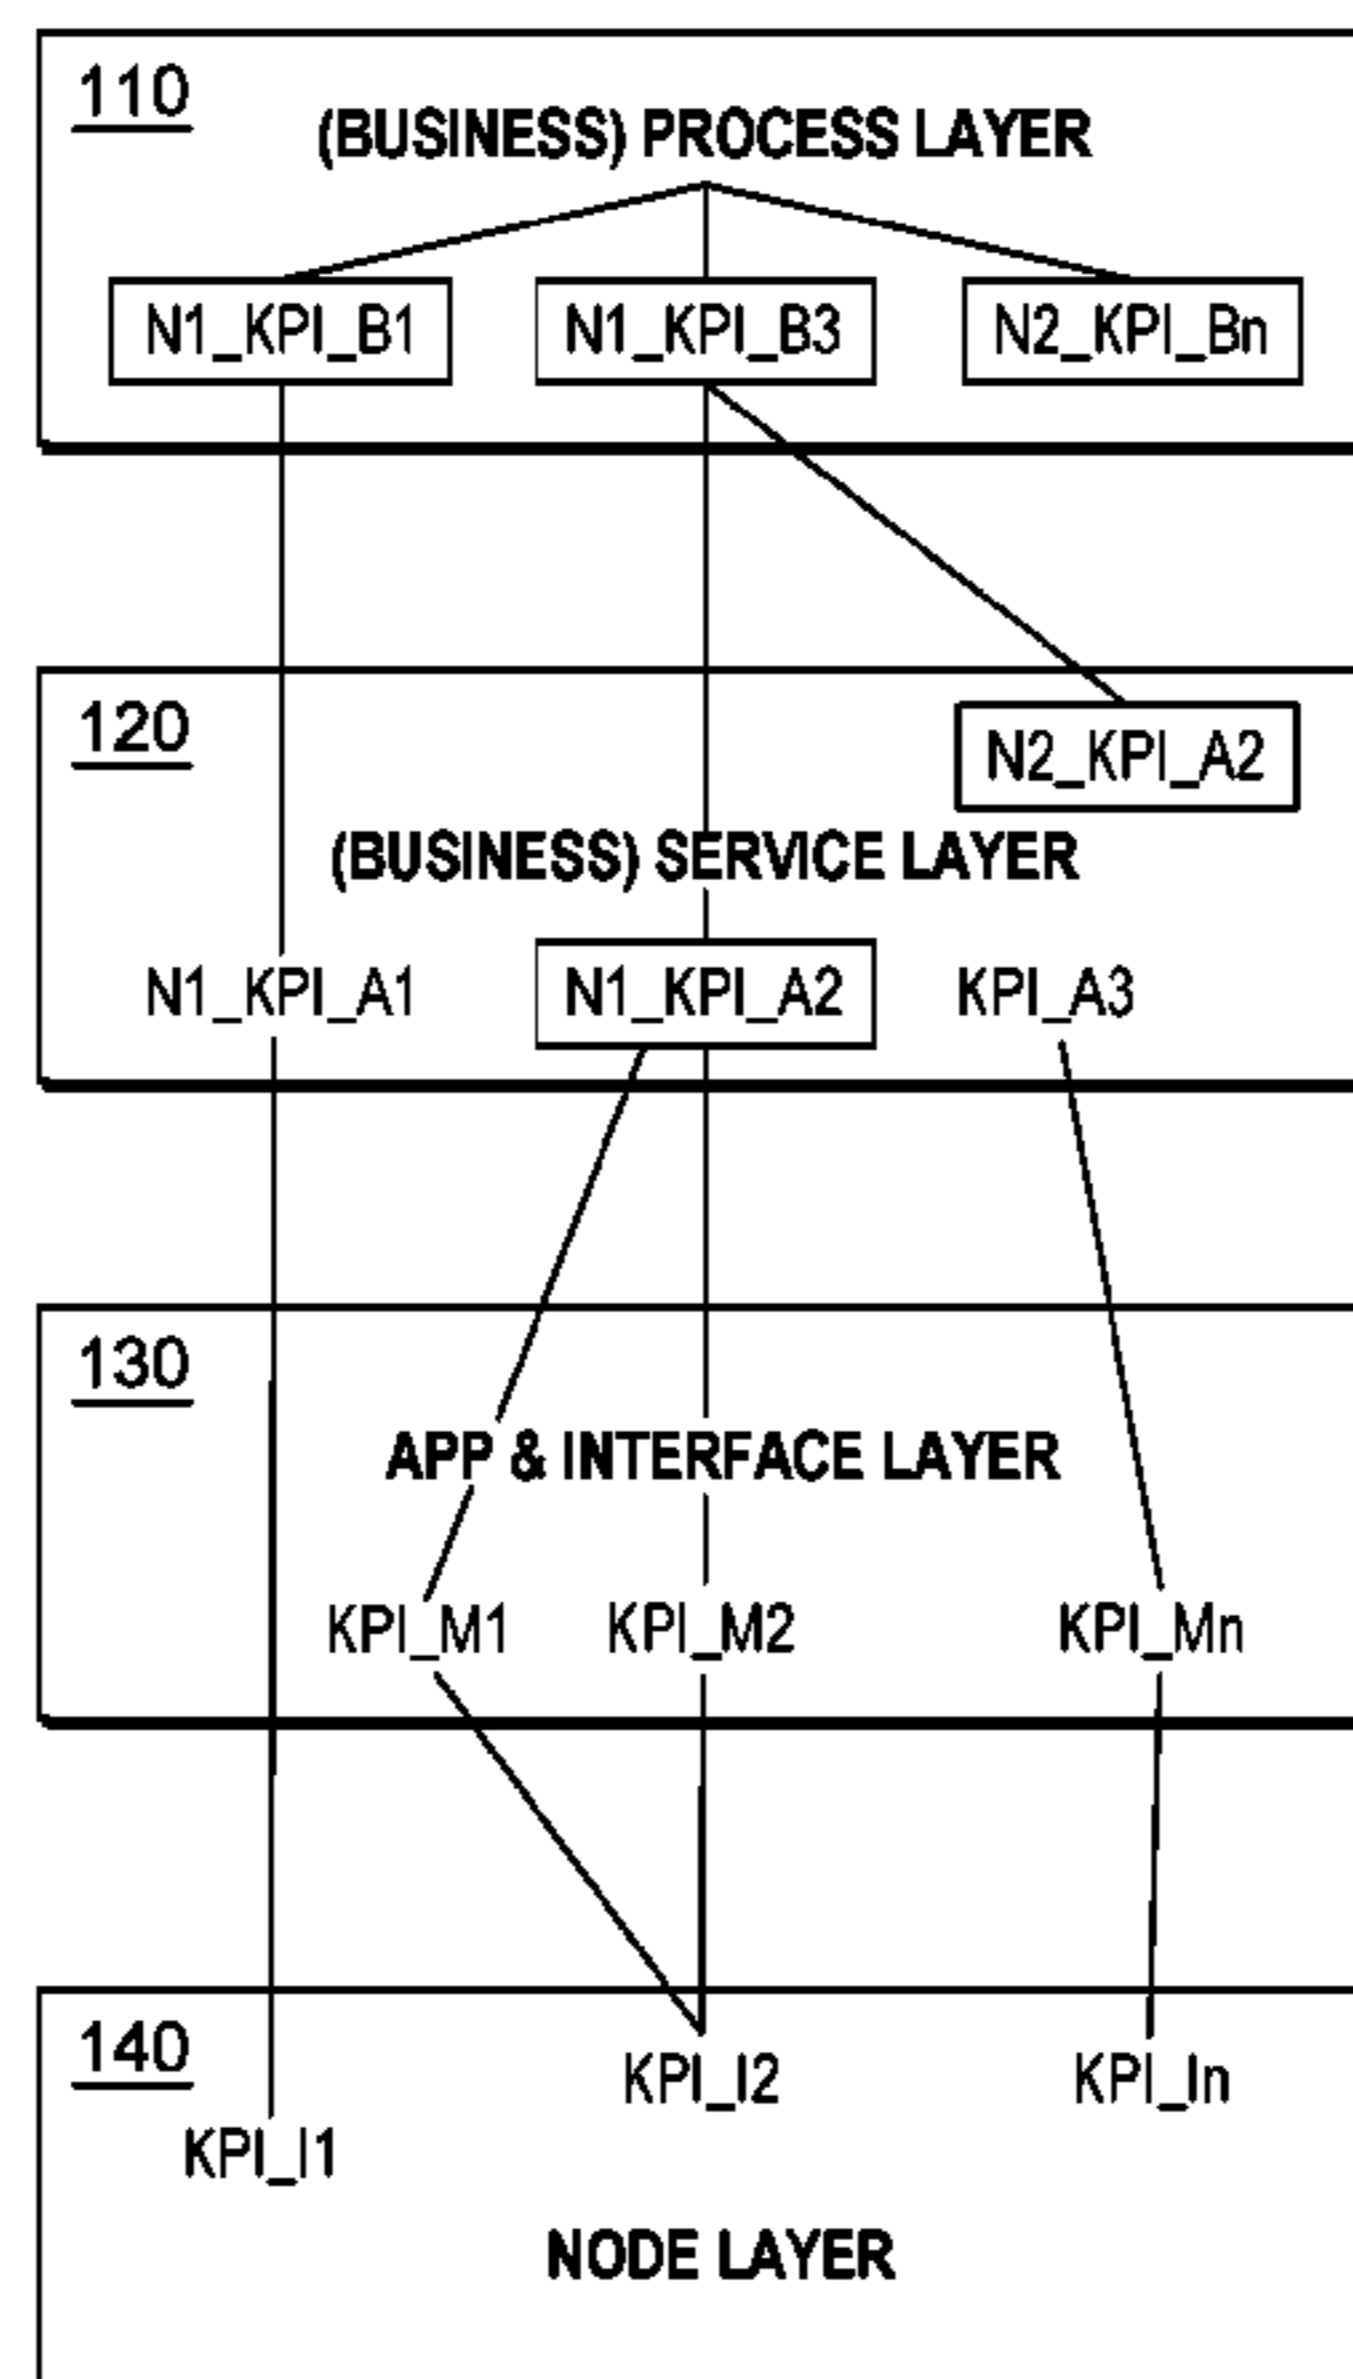 110
(BUSINESS) PROCESS LAYER
N1_KPI_B1 N1_KPI_B3 N2_KPI_Bn
120
N2_KPI_A2
(BUSINESS) SERVICE LAYER
N1_KPI_A1 N1_KPI_A2 KPI_A3
130
APP & INTERFACE LAYER
KPI_M1 KPI_M2 KPI_Mn
140
KPI_I2 KPI_In
KPI_I1
NODE LAYER